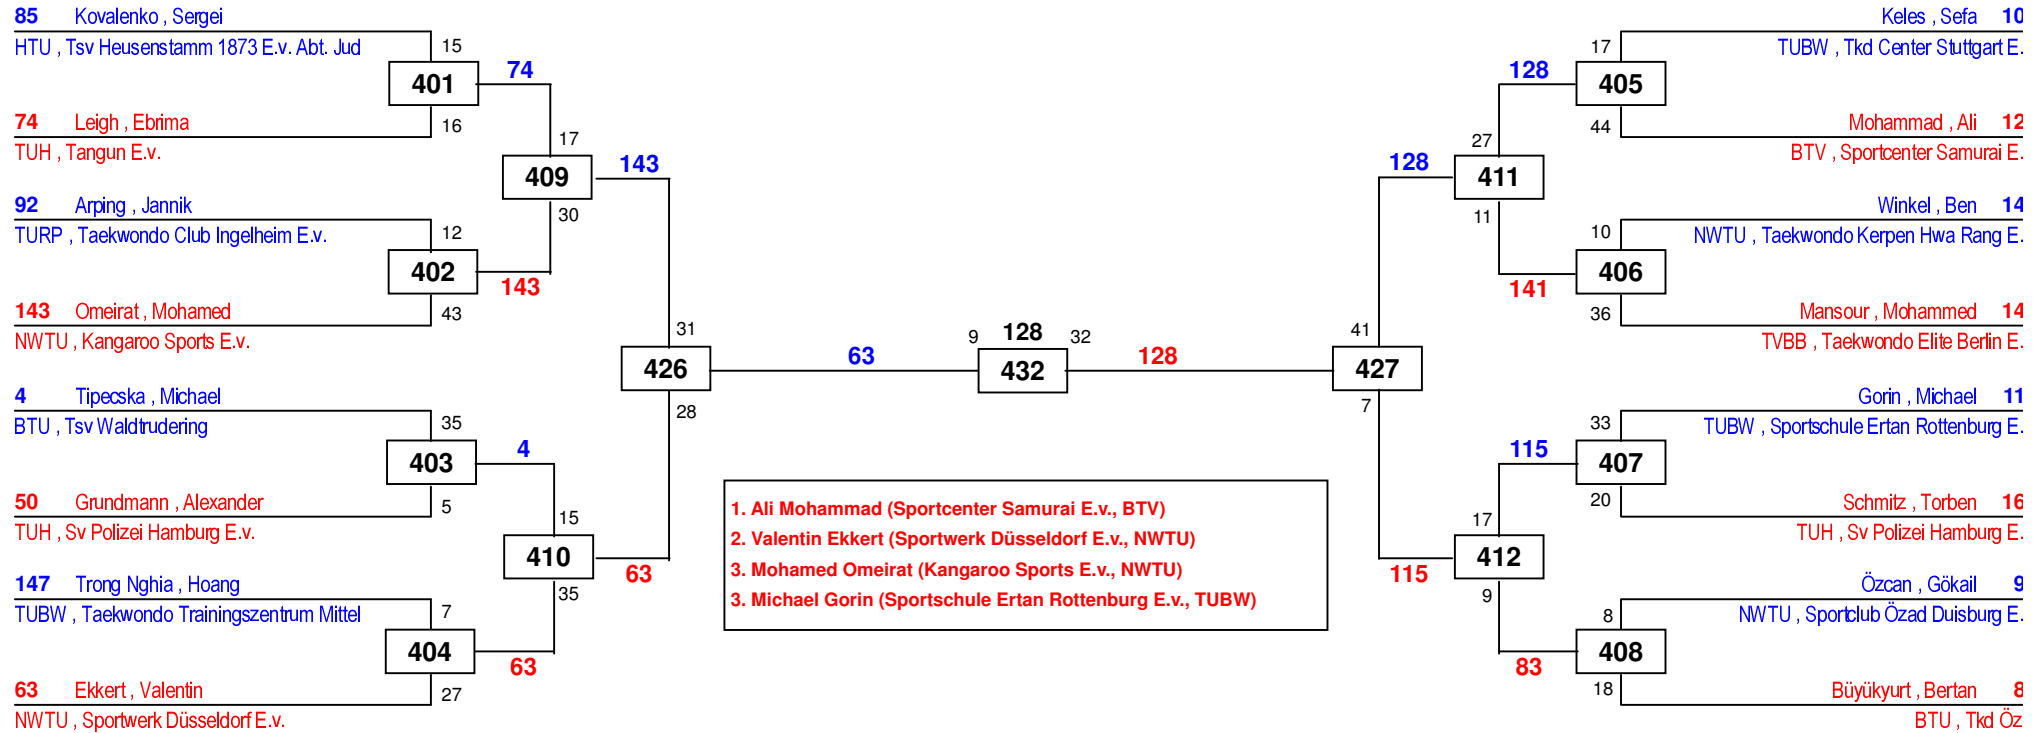 85 Kovalenko , Sergei
HTU , Tsv Heusenstamm 1873 E.v. Abt. Jud
15
401
74
16
74 Leigh , Ebrima
TUH , Tangun E.v.
17
409
143
30
92 Arping , Jannik
TURP , Taekwondo Club Ingelheim E.v.
12
402
143
43
143 Omeirat , Mohamed
NWTU , Kangaroo Sports E.v.
31
426
63
28
4 Tipecska , Michael
BTU , Tsv Waldtrudering
35
403
4
5
50 Grundmann , Alexander
TUH , Sv Polizei Hamburg E.v.
15
410
63
35
147 Trong Nghia , Hoang
TUBW , Taekwondo Trainingszentrum Mittel
7
404
63
27
63 Ekkert , Valentin
NWTU , Sportwerk Düsseldorf E.v.
9 128 32
432
128
1. Ali Mohammad (Sportcenter Samurai E.v., BTV)
2. Valentin Ekkert (Sportwerk Düsseldorf E.v., NWTU)
3. Mohamed Omeirat (Kangaroo Sports E.v., NWTU)
3. Michael Gorin (Sportschule Ertan Rottenburg E.v., TUBW)
Keles , Sefa 10
TUBW , Tkd Center Stuttgart E.
17
128 405
44
Mohammad , Ali 12
BTV , Sportcenter Samurai E.
27
128 411
11
Winkel , Ben 14
NWTU , Taekwondo Kerpen Hwa Rang E.
10
141 406
36
Mansour , Mohammed 14
TVBB , Taekwondo Elite Berlin E.
41
427
7
Gorin , Michael 11
TUBW , Sportschule Ertan Rottenburg E.
33
115 407
20
Schmitz , Torben 16
TUH , Sv Polizei Hamburg E.
17
115 412
9
Özcan , Gökail 9
NWTU , Sportclub Özad Duisburg E.
8
83 408
18
Büyükyurt , Bertan 8
BTU , Tkd Öz